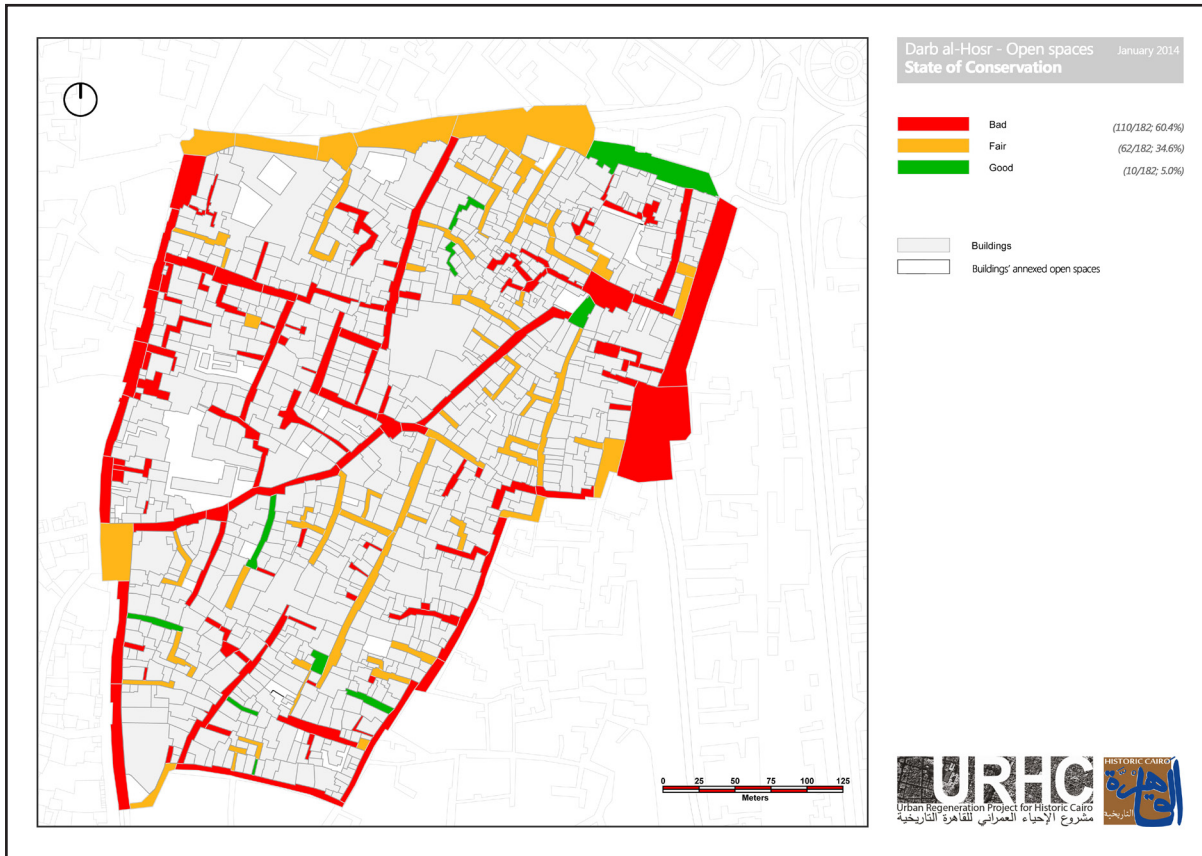 Darb al-Hosr - Open spaces January 2014
State of Conservation
Bad (110/182; 60.4%)
Fair (62/182; 34.6%)
Good (10/182; 5.0%)
Buildings
Buildings' annexed open spaces
0 25 50 75 100 125
Meters
URHC
Urban Regeneration Project for Historic Cairo
مشروع الإحياء العمراني للقاهرة التاريخية
HISTORIC CAIRO
القاهرة
التاريخية